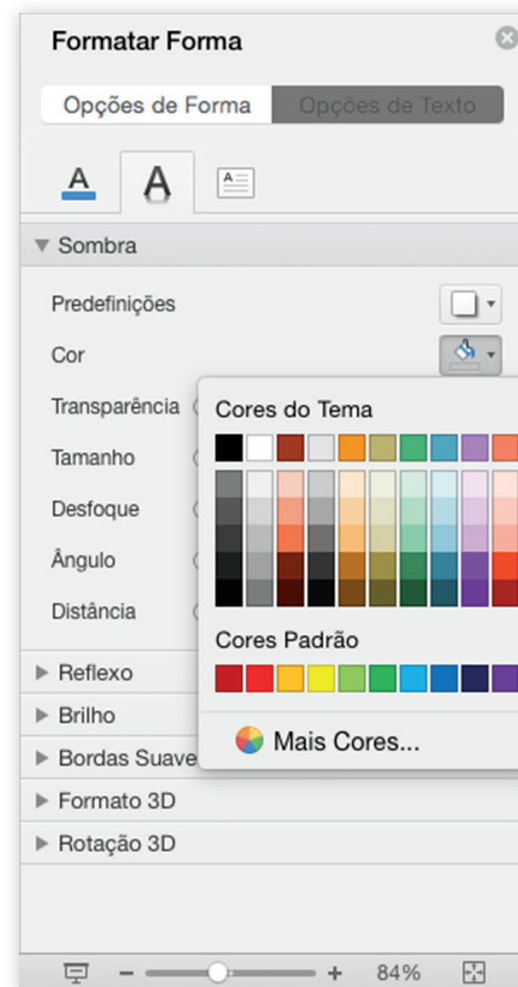 Formatar Forma
Opções de Forma
Opções de Texto
A
A
A
Sombra
Predefinições
Cor
Transparência
Tamanho
Desfoque
Ângulo
Distância
Cores do Tema
Cores Padrão
Mais Cores...
Reflexo
Brilho
Bordas Suave
Formato 3D
Rotação 3D
84%